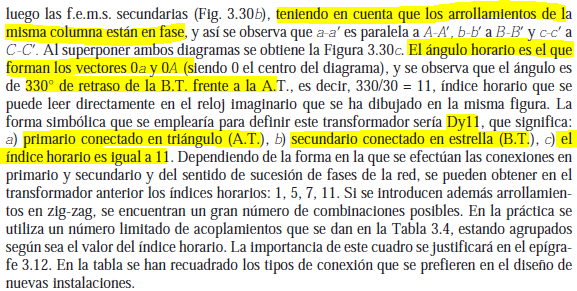 luego las f.e.m.s. secundarias (Fig. 3.30b), teniendo en cuenta que los arrollamientos de la
misma columna están en fase, y así se observa que a-a′ es paralela a A-A′, b-b′ a B-B′ y c-c′ a
C-C′. Al superponer ambos diagramas se obtiene la Figura 3.30c. El ángulo horario es el que
forman los vectores 0a y 0A (siendo 0 el centro del diagrama), y se observa que el ángulo es
de 330° de retraso de la B.T. frente a la A.T., es decir, 330/30 = 11, índice horario que se
puede leer directamente en el reloj imaginario que se ha dibujado en la misma figura. La
forma simbólica que se emplearía para definir este transformador sería Dy11, que significa:
a) primario conectado en triángulo (A.T.), b) secundario conectado en estrella (B.T.), c) el
índice horario es igual a 11. Dependiendo de la forma en la que se efectúan las conexiones en
primario y secundario y del sentido de sucesión de fases de la red, se pueden obtener en el
transformador anterior los índices horarios: 1, 5, 7, 11. Si se introducen además arrollamien-
tos en zig-zag, se encuentran un gran número de combinaciones posibles. En la práctica se
utiliza un número limitado de acoplamientos que se dan en la Tabla 3.4, estando agrupados
según sea el valor del índice horario. La importancia de este cuadro se justificará en el epígra-
fe 3.12. En la tabla se han recuadrado los tipos de conexión que se prefieren en el diseño de
nuevas instalaciones.